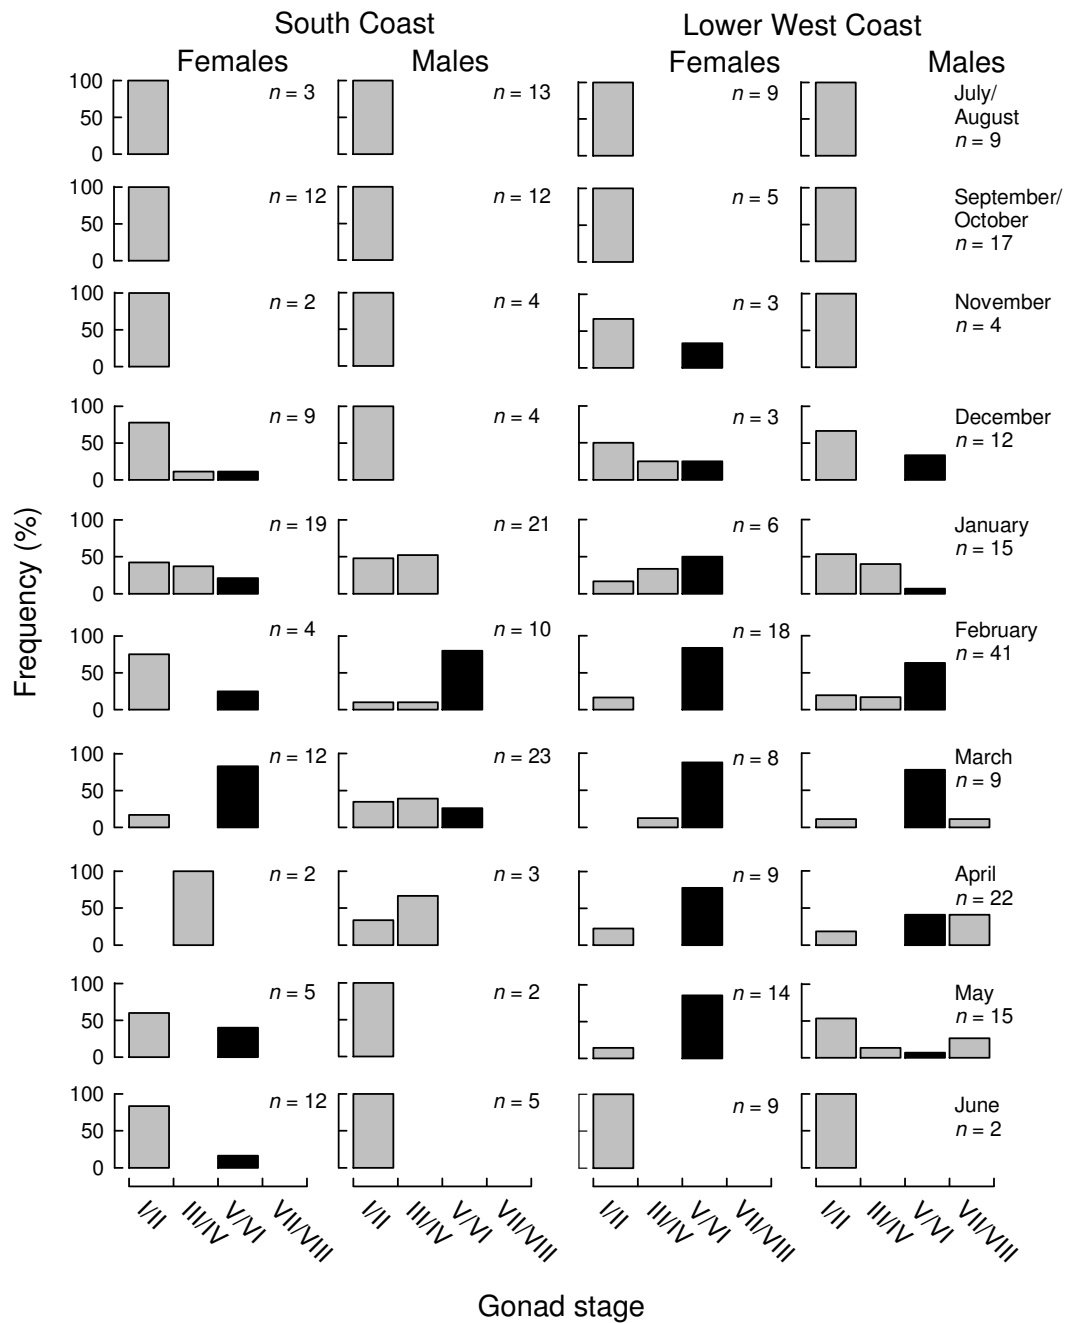 South Coast
Lower West Coast
Females
Males
Females
Males
100
50
0
n = 3
n = 13
n = 9
July/
August
n = 9
100
50
0
n = 12
n = 12
n = 5
September/
October
n = 17
100
50
0
n = 2
n = 4
n = 3
November
n = 4
100
50
0
n = 9
n = 4
n = 3
December
n = 12
100
50
0
n = 19
n = 21
n = 6
January
n = 15
100
50
0
n = 4
n = 10
n = 18
February
n = 41
100
50
0
n = 12
n = 23
n = 8
March
n = 9
100
50
0
n = 2
n = 3
n = 9
April
n = 22
100
50
0
n = 5
n = 2
n = 14
May
n = 15
100
50
0
n = 12
n = 5
n = 9
June
n = 2
Frequency (%)
I/II
III/IV
V/VI
VII/VIII
I/II
III/IV
V/VI
VII/VIII
I/II
III/IV
V/VI
VII/VIII
I/II
III/IV
V/VI
VII/VIII
Gonad stage